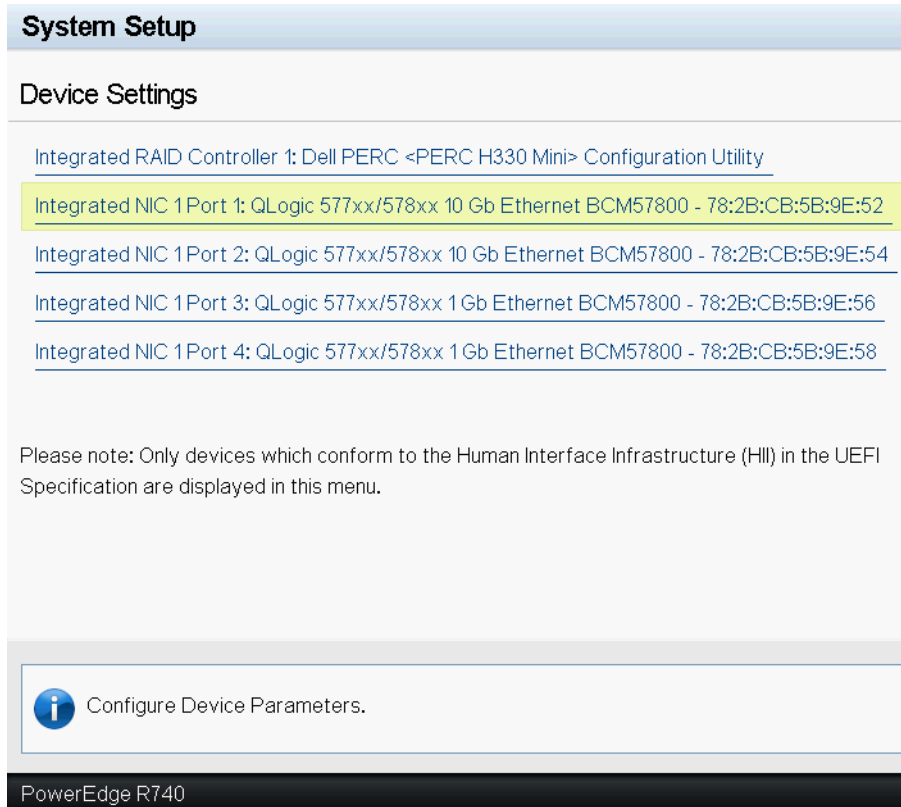 System Setup
Device Settings
Integrated RAID Controller 1: Dell PERC <PERC H330 Mini> Configuration Utility
Integrated NIC 1 Port 1: QLogic 577xx/578xx 10 Gb Ethernet BCM57800 - 78:2B:CB:5B:9E:52
Integrated NIC 1 Port 2: QLogic 577xx/578xx 10 Gb Ethernet BCM57800 - 78:2B:CB:5B:9E:54
Integrated NIC 1 Port 3: QLogic 577xx/578xx 1 Gb Ethernet BCM57800 - 78:2B:CB:5B:9E:56
Integrated NIC 1 Port 4: QLogic 577xx/578xx 1 Gb Ethernet BCM57800 - 78:2B:CB:5B:9E:58
Please note: Only devices which conform to the Human Interface Infrastructure (HII) in the UEFI
Specification are displayed in this menu.
Configure Device Parameters.
PowerEdge R740